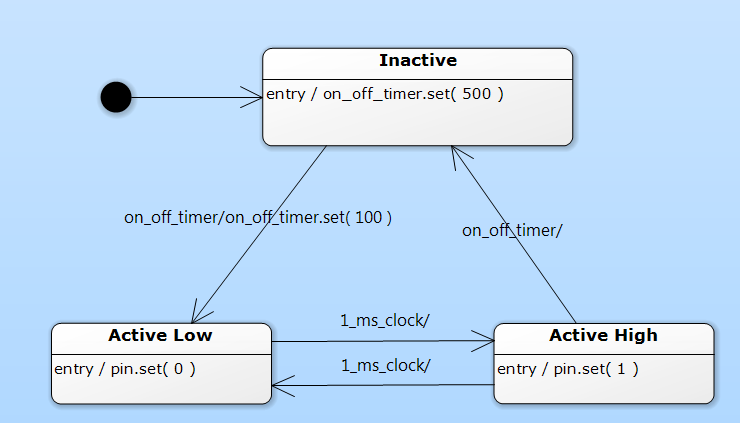 Inactive
entry / on_off_timer.set( 500 )
on_off_timer/on_off_timer.set( 100 )
on_off_timer/
1_ms_clock/
Active Low
entry / pin.set( 0 )
1_ms_clock/
Active High
entry / pin.set( 1 )